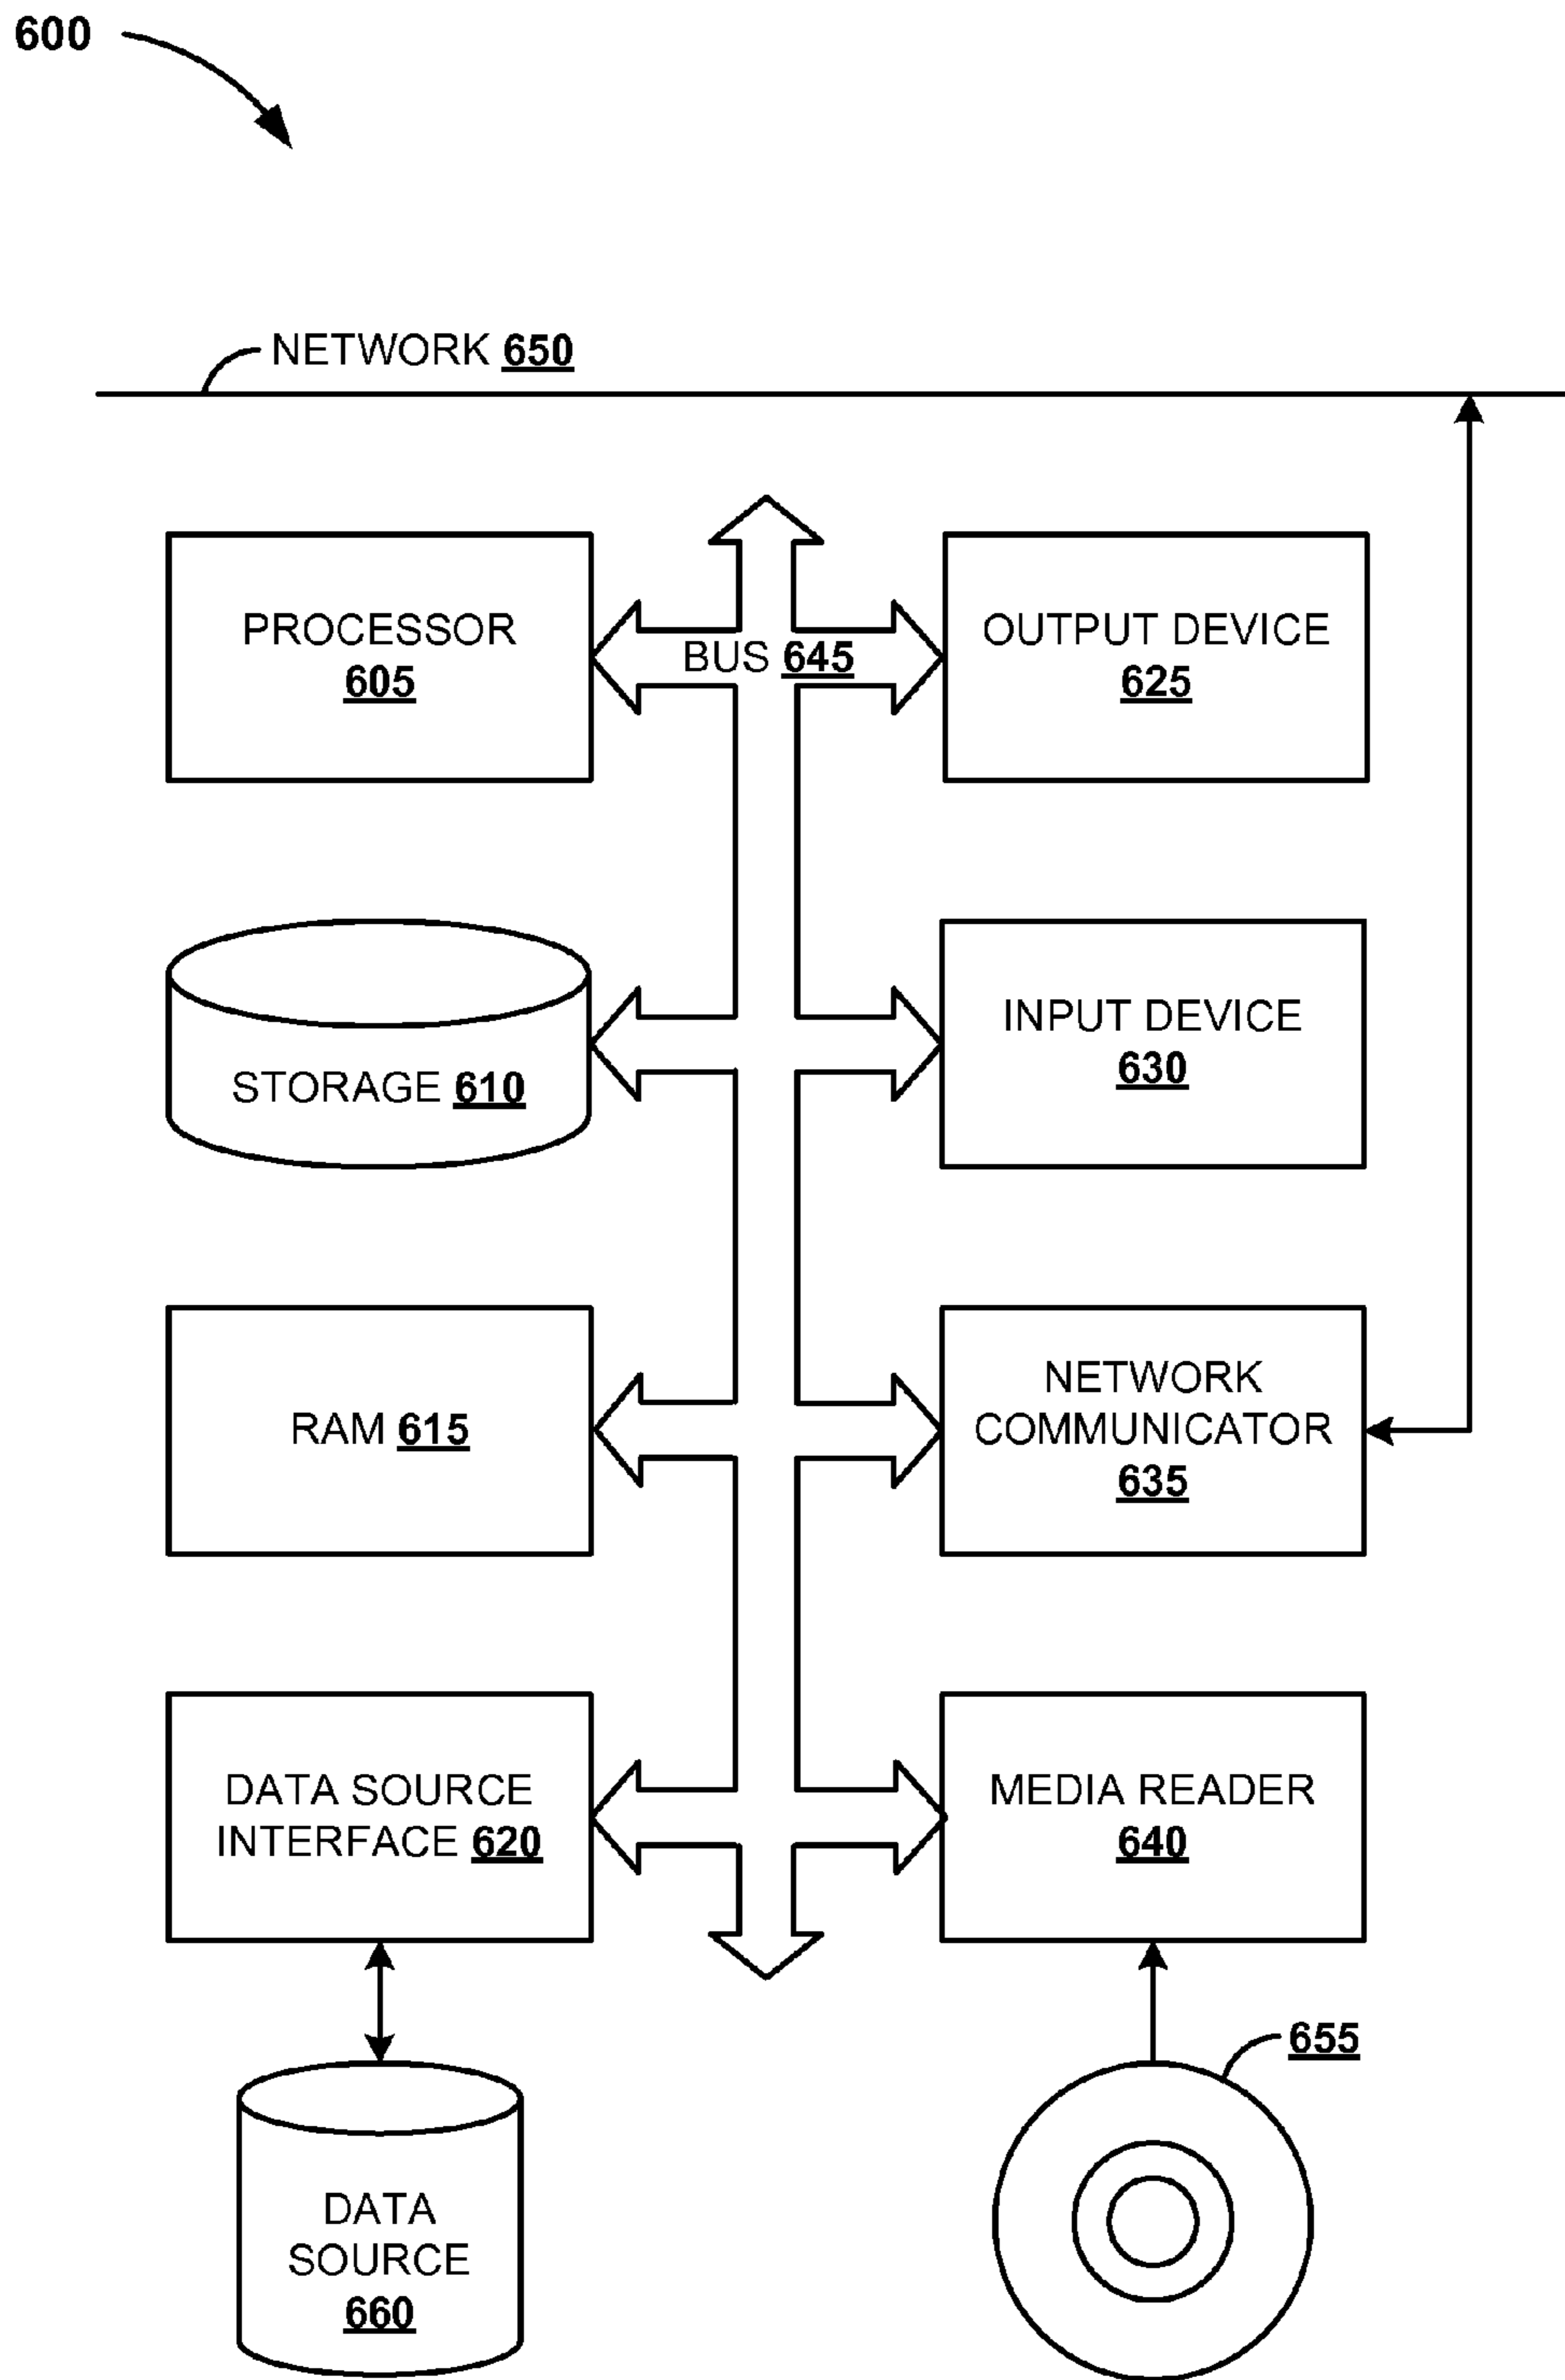 600
NETWORK 650
PROCESSOR
605
BUS 645
OUTPUT DEVICE
625
STORAGE 610
INPUT DEVICE
630
RAM 615
NETWORK
COMMUNICATOR
635
DATA SOURCE
INTERFACE 620
MEDIA READER
640
655
DATA
SOURCE
660